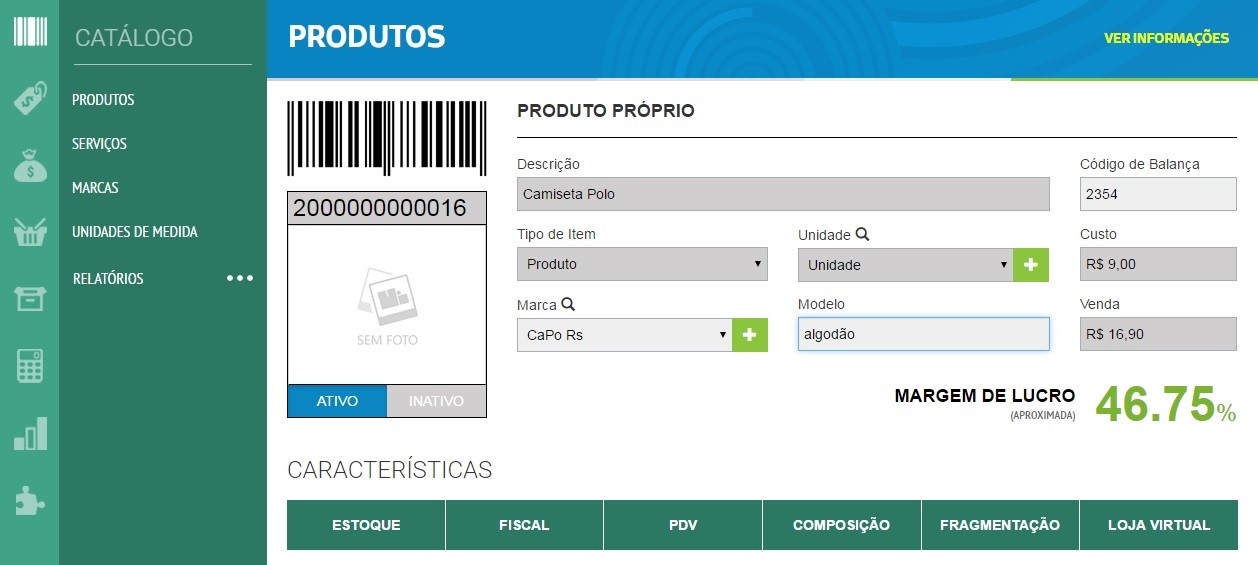 CATÁLOGO
PRODUTOS
SERVIÇOS
MARCAS
UNIDADES DE MEDIDA
RELATÓRIOS
PRODUTOS
VER INFORMAÇÕES
2000000000016
SEM FOTO
ATIVO INATIVO
PRODUTO PRÓPRIO
Descrição Código de Balança
Camiseta Polo 2354
Tipo de Item Unidade Custo
Produto Unidade R$ 9,00
Marca Modelo Venda
CaPo Rs algodão R$ 16,90
MARGEM DE LUCRO 46.75%
(APROXIMADA)
CARACTERÍSTICAS
ESTOQUE FISCAL PDV COMPOSIÇÃO FRAGMENTAÇÃO LOJA VIRTUAL